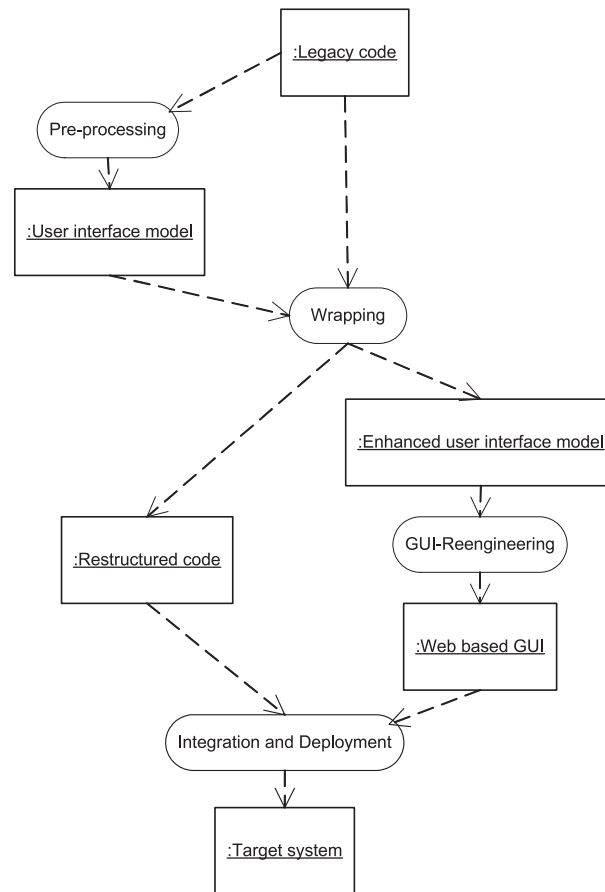 :Legacy code
Pre-processing
:User interface model
Wrapping
:Enhanced user interface model
:Restructured code
GUI-Reengineering
:Web based GUI
Integration and Deployment
:Target system